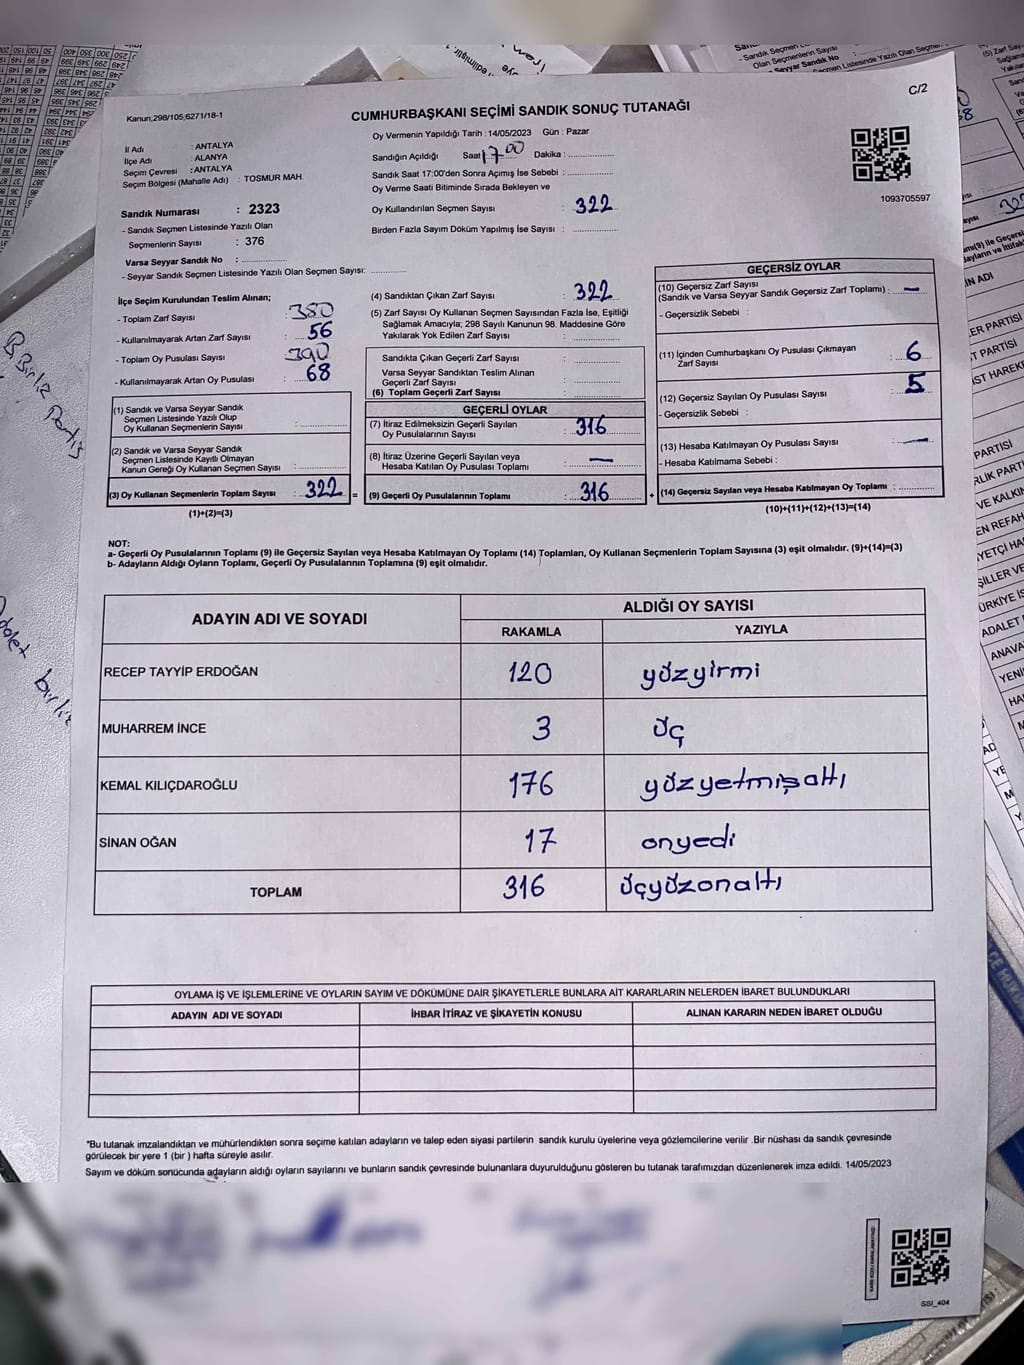 C/2
Kanun;298/105,6271/18-1
CUMHURBAŞKANI SEÇİMİ SANDIK SONUÇ TUTANAĞI
Oy Vermenin Yapıldığı Tarih : 14/05/2023 Gün : Pazar
İl Adı : ANTALYA
İlçe Adı : ALANYA
Seçim Çevresi : ANTALYA
Seçim Bölgesi (Mahalle Adı) : TOSMUR MAH.
Sandığın Açıldığı Saat 17 00 Dakika :
Sandık Saat 17:00'den Sonra Açımış İse Sebebi :
Oy Verme Saati Bitiminde Sırada Bekleyen ve
Oy Kullandırılan Seçmen Sayısı : 322
Birden Fazla Sayım Döküm Yapılmış İse Sayısı :
1093705597
Sandık Numarası : 2323
- Sandık Seçmen Listesinde Yazılı Olan
Seçmenlerin Sayısı : 376
Varsa Seyyar Sandık No :
- Seyyar Sandık Seçmen Listesinde Yazılı Olan Seçmen Sayısı:
İlçe Seçim Kurulundan Teslim Alınan;
- Toplam Zarf Sayısı : 380
- Kullanılmayarak Artan Zarf Sayısı : 56
- Toplam Oy Pusulası Sayısı : 390
- Kullanılmayarak Artan Oy Pusulası : 68
(1) Sandık ve Varsa Seyyar Sandık
Seçmen Listesinde Yazılı Olup
Oy Kullanan Seçmenlerin Sayısı :
(2) Sandık ve Varsa Seyyar Sandık
Seçmen Listesinde Kayıtlı Olmayan
Kanun Gereği Oy Kullanan Seçmen Sayısı :
(3) Oy Kullanan Seçmenlerin Toplam Sayısı : 322 =
(1)+(2)=(3)
(4) Sandıktan Çıkan Zarf Sayısı : 322
(5) Zarf Sayısı Oy Kullanan Seçmen Sayısından Fazla İse, Eşitliği
Sağlamak Amacıyla; 298 Sayılı Kanunun 98. Maddesine Göre
Yakılarak Yok Edilen Zarf Sayısı :
Sandıkta Çıkan Geçerli Zarf Sayısı :
Varsa Seyyar Sandıktan Teslim Alınan
Geçerli Zarf Sayısı :
(6) Toplam Geçerli Zarf Sayısı :
GEÇERLİ OYLAR
(7) İtiraz Edilmeksizin Geçerli Sayılan
Oy Pusulalarının Sayısı : 316
(8) İtiraz Üzerine Geçerli Sayılan veya
Hesaba Katılan Oy Pusulası Toplamı : —
(9) Geçerli Oy Pusulalarının Toplamı : 316 +
GEÇERSİZ OYLAR
(10) Geçersiz Zarf Sayısı
(Sandık ve Varsa Seyyar Sandık Geçersiz Zarf Toplamı) : —
- Geçersizlik Sebebi :
(11) İçinden Cumhurbaşkanı Oy Pusulası Çıkmayan
Zarf Sayısı : 6
(12) Geçersiz Sayılan Oy Pusulası Sayısı : 5
- Geçersizlik Sebebi :
(13) Hesaba Katılmayan Oy Pusulası Sayısı : —
- Hesaba Katılmama Sebebi :
(14) Geçersiz Sayılan veya Hesaba Katılmayan Oy Toplamı :
(10)+(11)+(12)+(13)=(14)
NOT:
a- Geçerli Oy Pusulalarının Toplamı (9) ile Geçersiz Sayılan veya Hesaba Katılmayan Oy Toplamı (14) Toplamları, Oy Kullanan Seçmenlerin Toplam Sayısına (3) eşit olmalıdır. (9)+(14)=(3)
b- Adayların Aldığı Oyların Toplamı, Geçerli Oy Pusulalarının Toplamına (9) eşit olmalıdır.
ADAYIN ADI VE SOYADI ALDIĞI OY SAYISI
RAKAMLA YAZIYLA
RECEP TAYYİP ERDOĞAN 120 yüzyirmi
MUHARREM İNCE 3 üç
KEMAL KILIÇDAROĞLU 176 yüzyetmişaltı
SİNAN OĞAN 17 onyedi
TOPLAM 316 üçyüzonaltı
OYLAMA İŞ VE İŞLEMLERİNE VE OYLARIN SAYIM VE DÖKÜMÜNE DAİR ŞİKAYETLERLE BUNLARA AİT KARARLARIN NELERDEN İBARET BULUNDUKLARI
ADAYIN ADI VE SOYADI İHBAR İTİRAZ VE ŞİKAYETİN KONUSU ALINAN KARARIN NEDEN İBARET OLDUĞU
*Bu tutanak imzalandıktan ve mühürlendikten sonra seçime katılan adayların ve talep eden siyasi partilerin sandık kurulu üyelerine veya gözlemcilerine verilir .Bir nüshası da sandık çevresinde
görülecek bir yere 1 (bir ) hafta süreyle asılır.
Sayım ve döküm sonucunda adayların aldığı oyların sayılarını ve bunların sandık çevresinde bulunanlara duyurulduğunu gösteren bu tutanak tarafımızdan düzenlenerek imza edildi. 14/05/2023
SSI_404